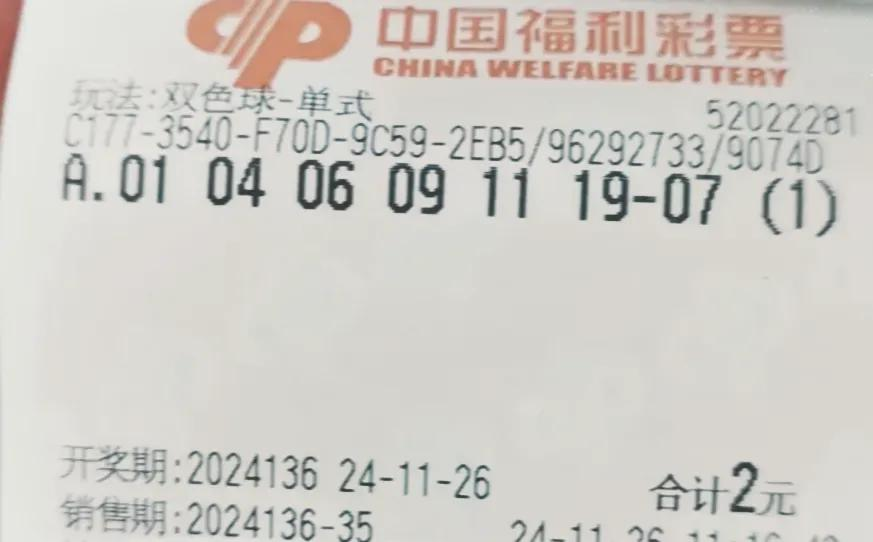 中国福利彩票
CHINA WELFARE LOTTERY
玩法:双色球-单式 52022281
C177-3540-F70D-9C59-2EB5/96292733/9074D
A.01 04 06 09 11 19-07 (1)
开奖期:2024136 24-11-26 合计2元
销售期:2024136-35 24-11-26